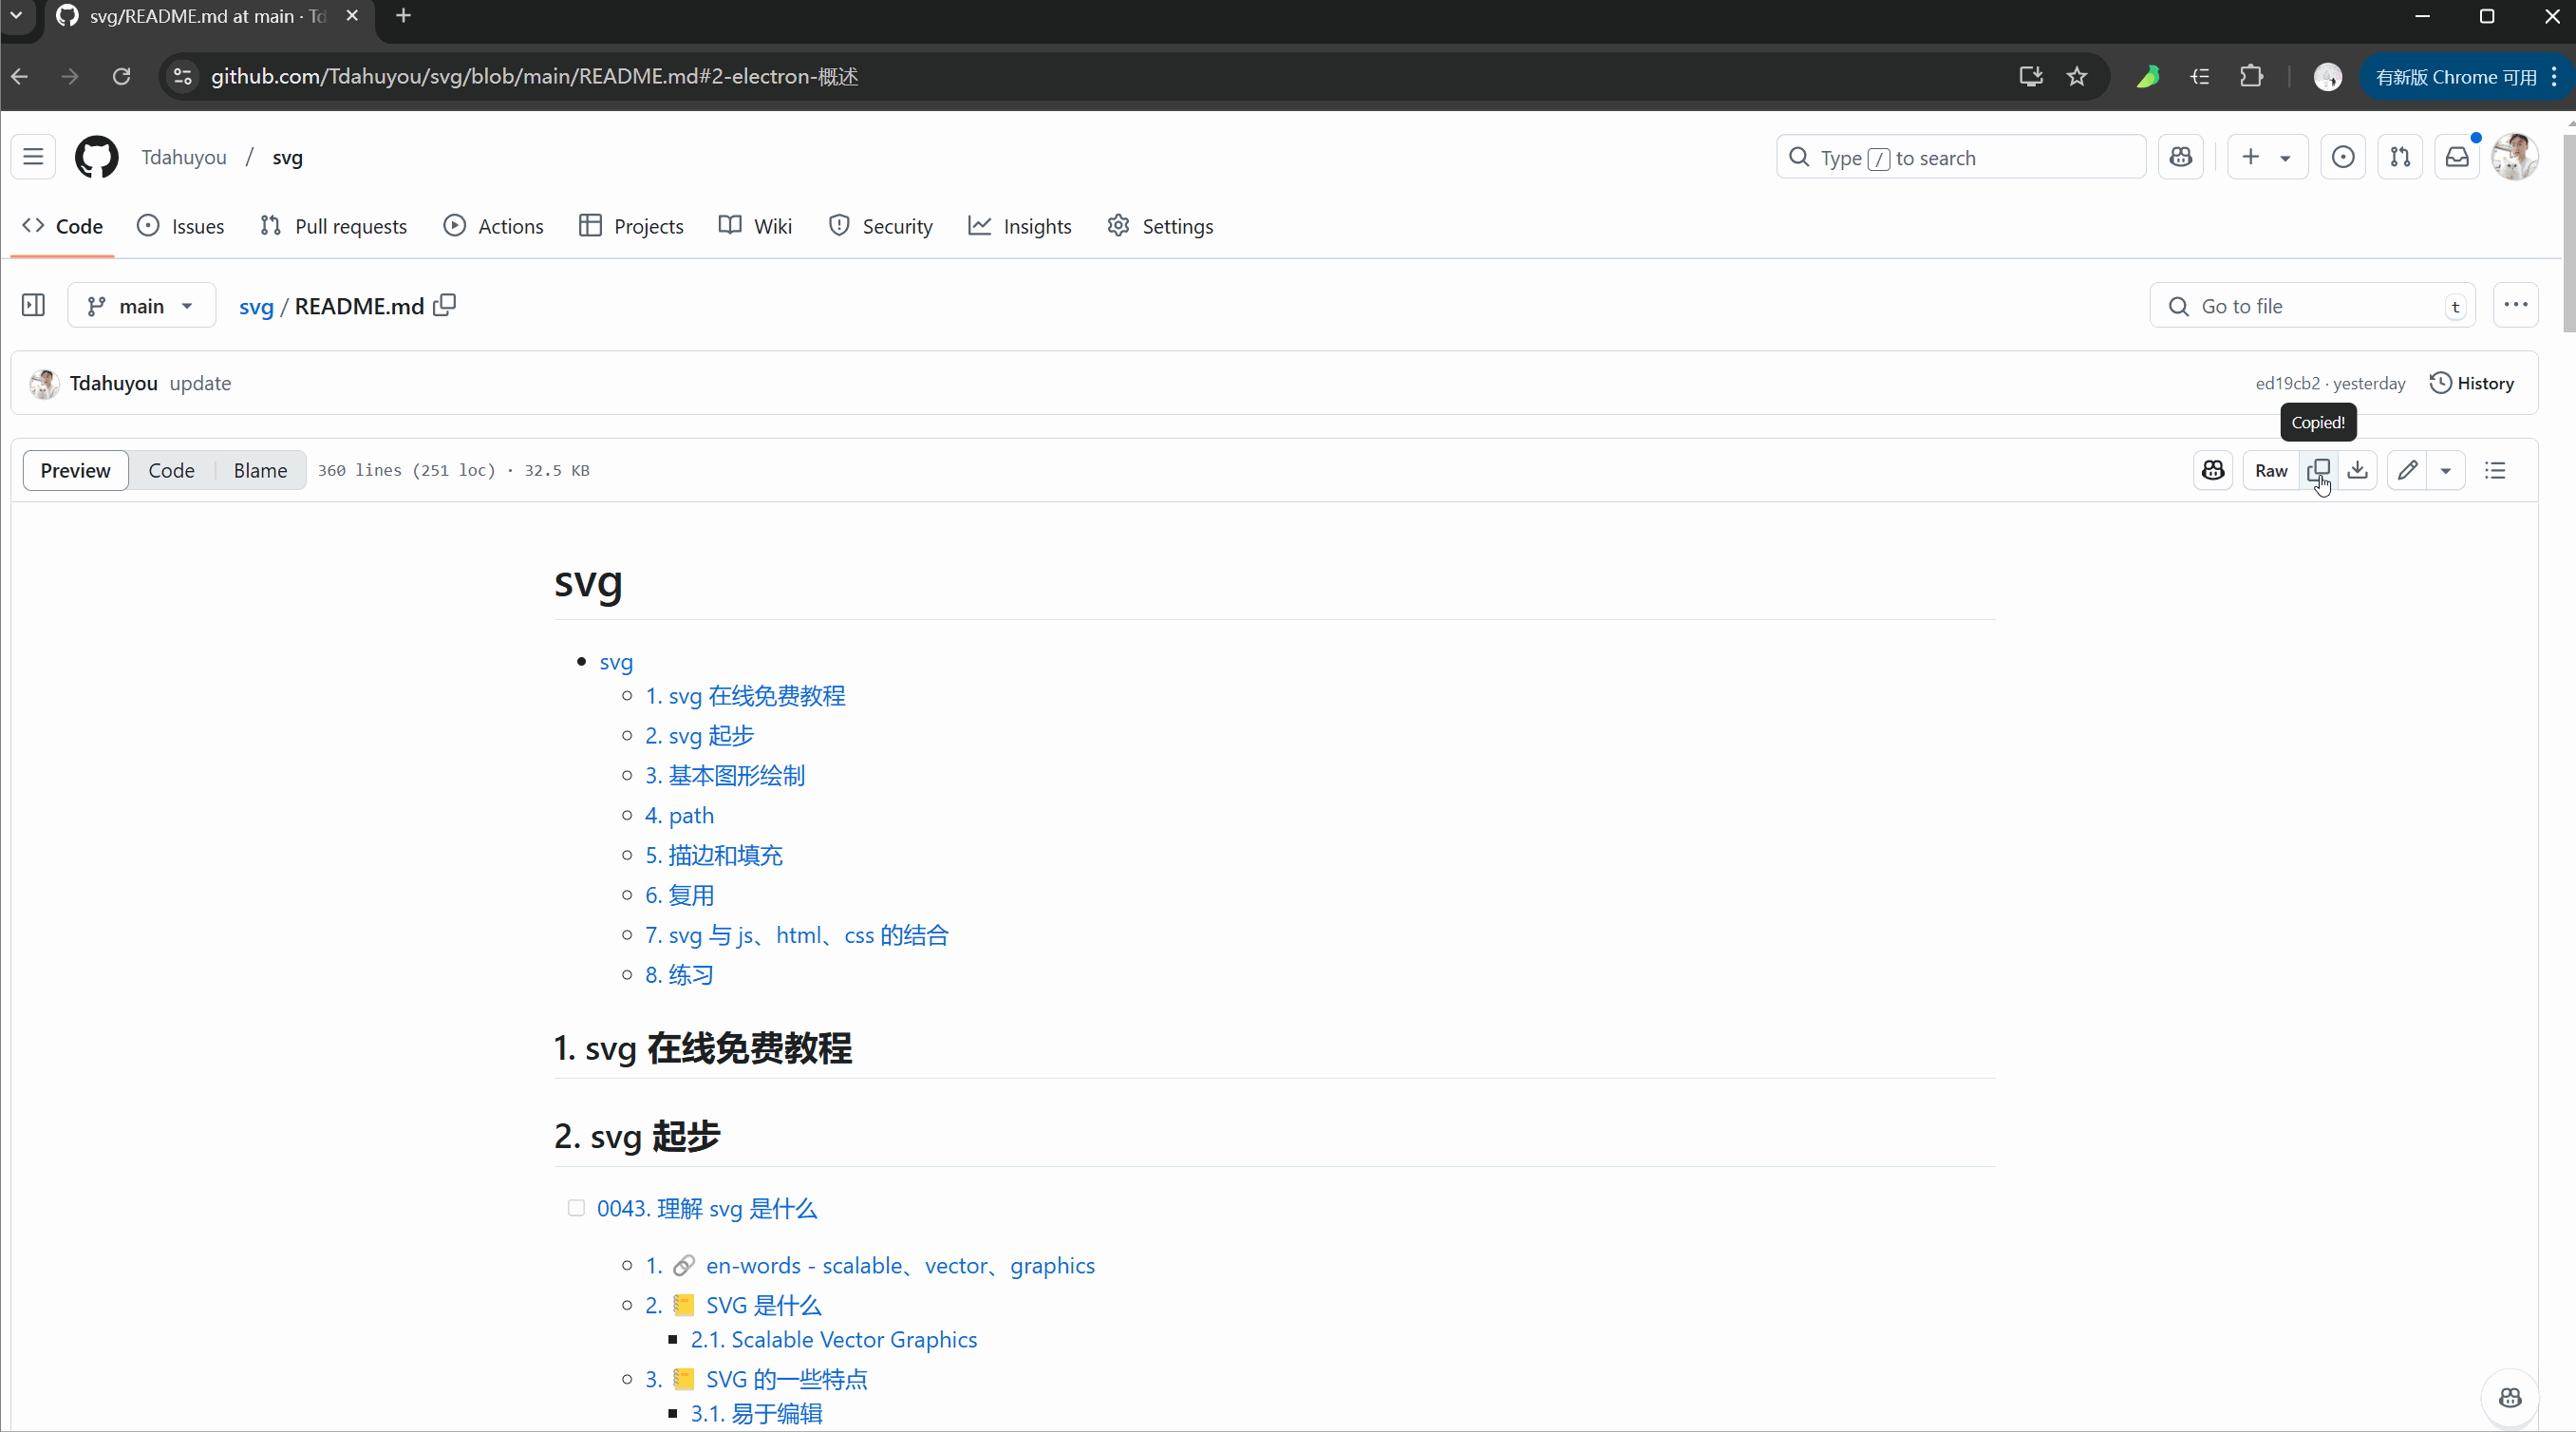 svg/README.md at main · Td
github.com/Tdahuyou/svg/blob/main/README.md#2-electron-概述
有新版 Chrome 可用
Tdahuyou / svg
Type / to search
Code
Issues
Pull requests
Actions
Projects
Wiki
Security
Insights
Settings
main
svg / README.md
Go to file
t
Tdahuyou update
ed19cb2 · yesterday
History
Copied!
Preview
Code
Blame
360 lines (251 loc) · 32.5 KB
Raw
svg
svg
1. svg 在线免费教程
2. svg 起步
3. 基本图形绘制
4. path
5. 描边和填充
6. 复用
7. svg 与 js、html、css 的结合
8. 练习
1. svg 在线免费教程
2. svg 起步
0043. 理解 svg 是什么
1. 🔗 en-words - scalable、vector、graphics
2. 📒 SVG 是什么
2.1. Scalable Vector Graphics
3. 📒 SVG 的一些特点
3.1. 易于编辑